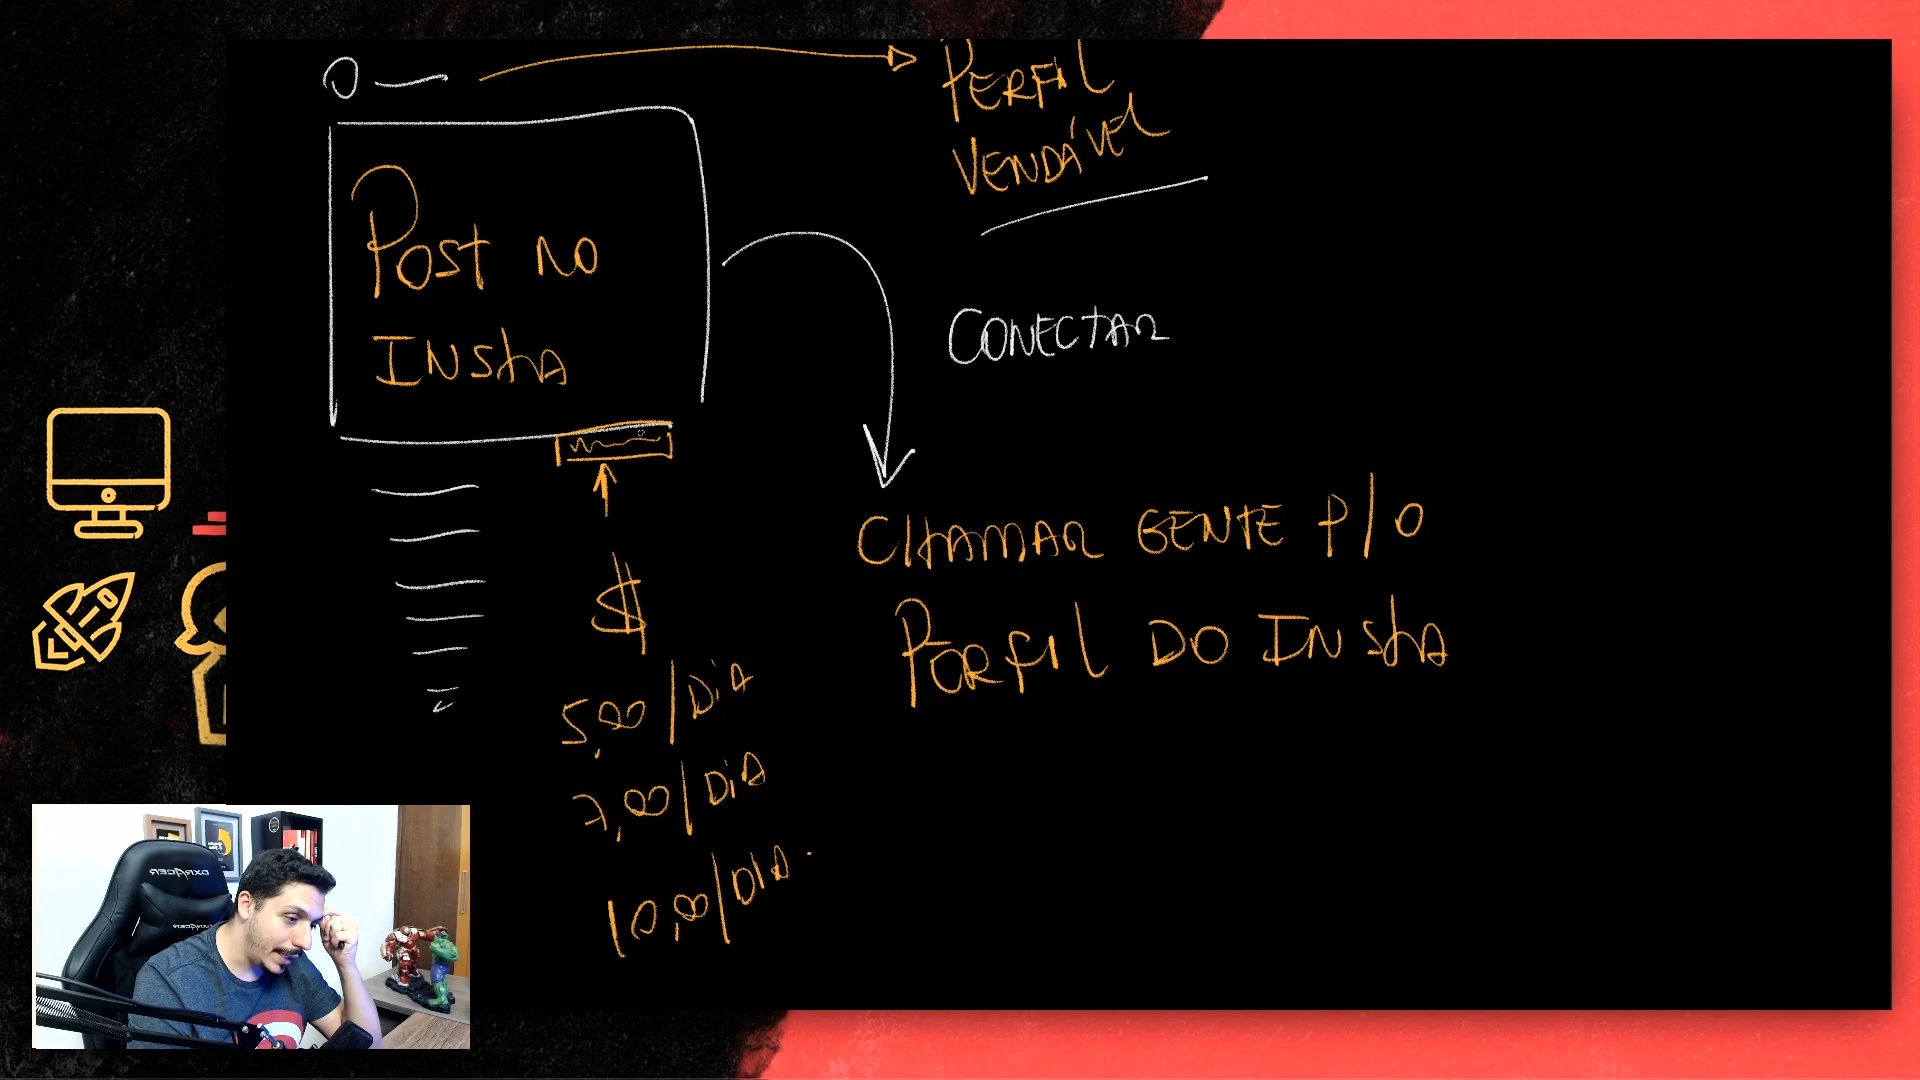 PERFIL
VENDÁVEL
POST NO
INSTA
CONECTAR
CHAMAR GENTE P/ O
PERFIL DO INSTA
$
5,00/DIA
7,00/DIA
10,00/DIA
DXRACER